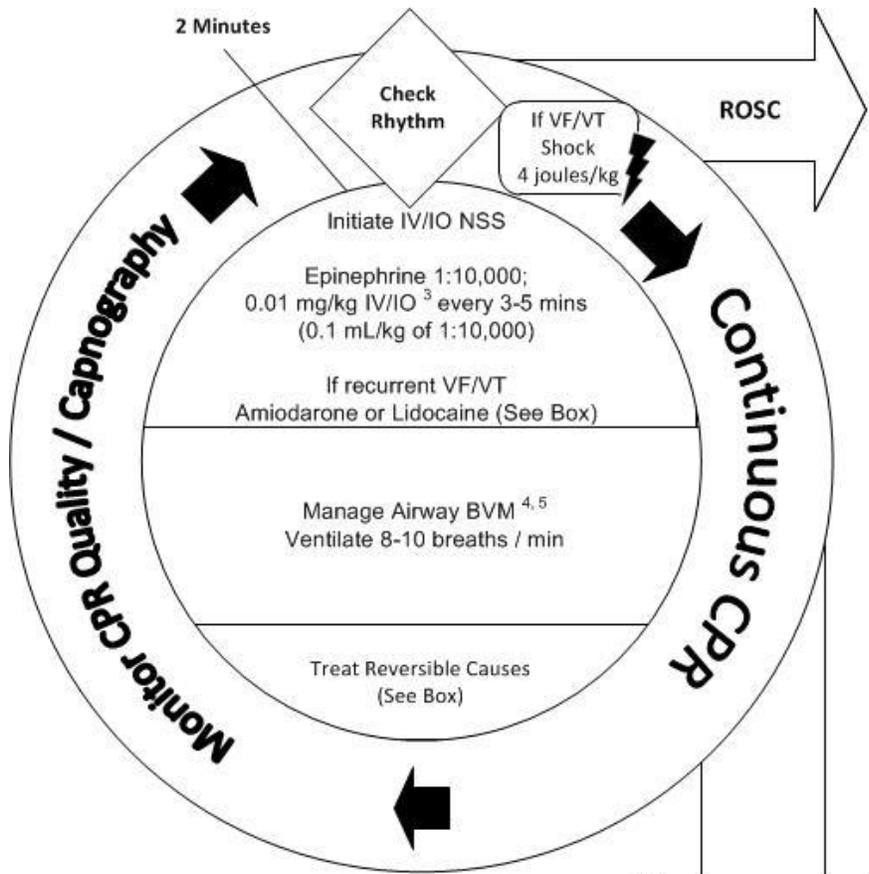 2 Minutes
Check
Rhythm
If VF/VT
Shock
4 joules/kg
ROSC
Initiate IV/IO NSS
Epinephrine 1:10,000;
0.01 mg/kg IV/IO 3 every 3-5 mins
(0.1 mL/kg of 1:10,000)
If recurrent VF/VT
Amiodarone or Lidocaine (See Box)
Manage Airway BVM 4, 5
Ventilate 8-10 breaths / min
Treat Reversible Causes
(See Box)
Continuous CPR
Monitor CPR Quality / Capnography